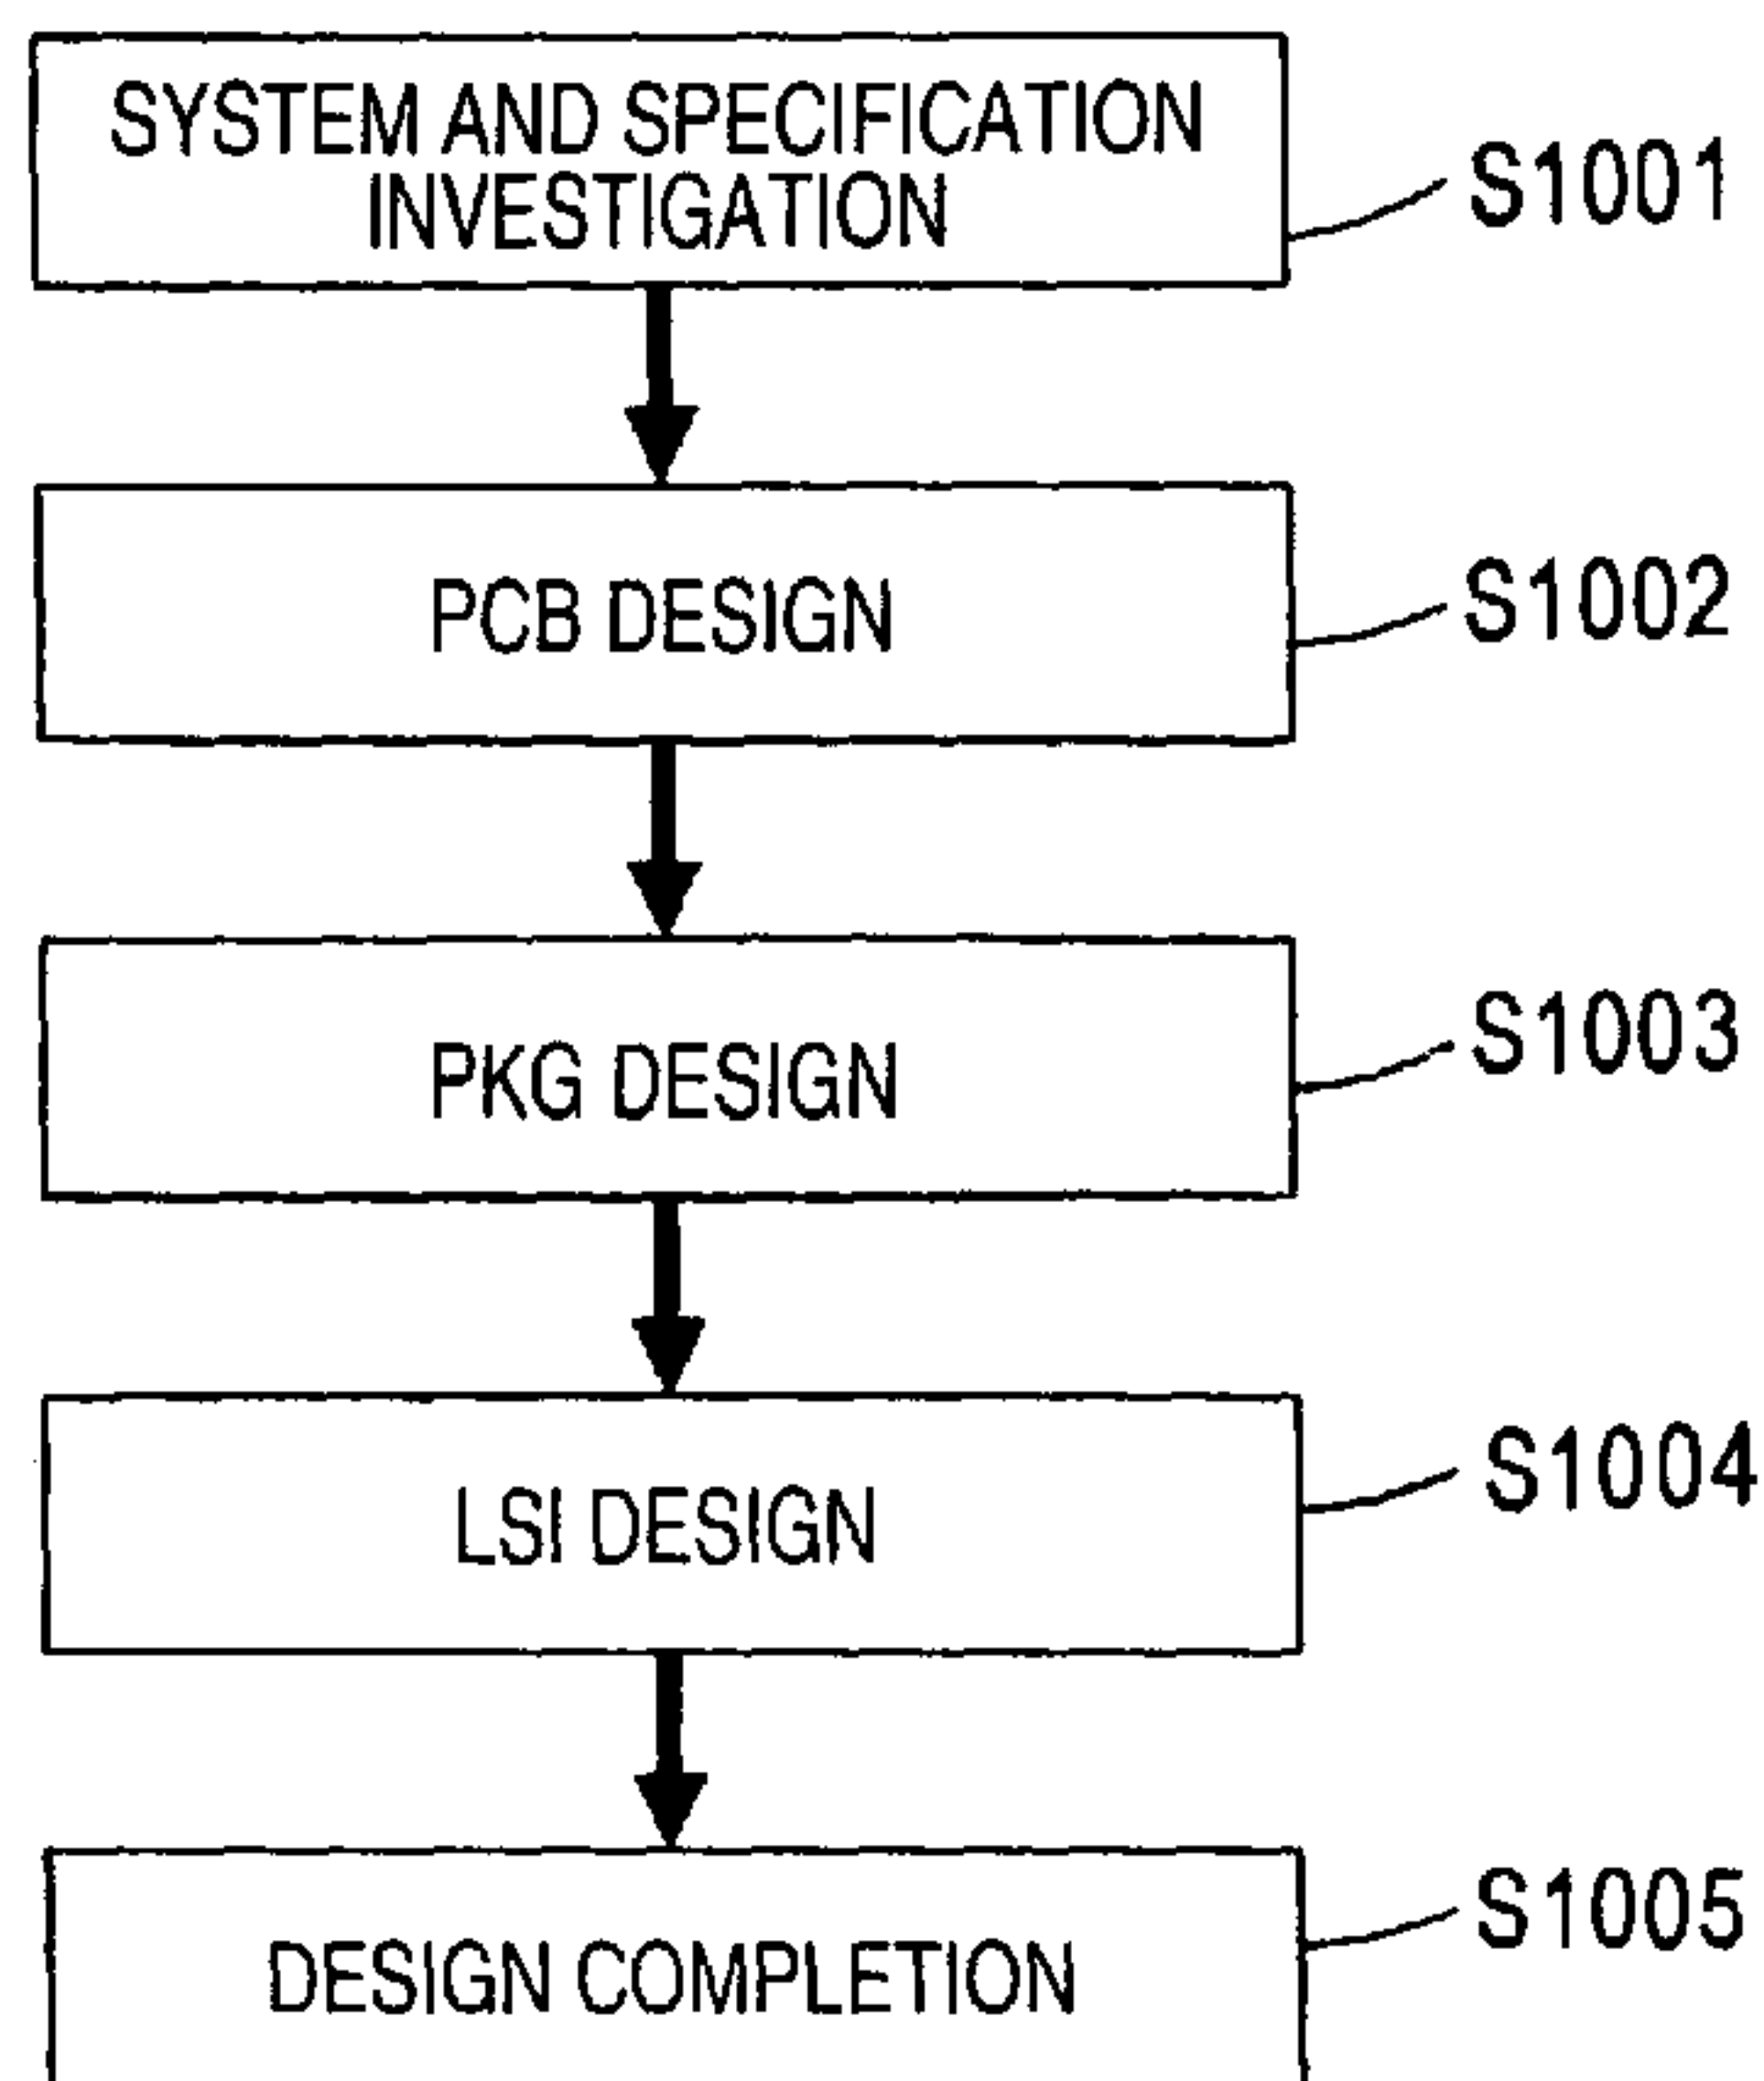 SYSTEM AND SPECIFICATION
INVESTIGATION
S1001
PCB DESIGN
S1002
PKG DESIGN
S1003
LSI DESIGN
S1004
DESIGN COMPLETION
S1005